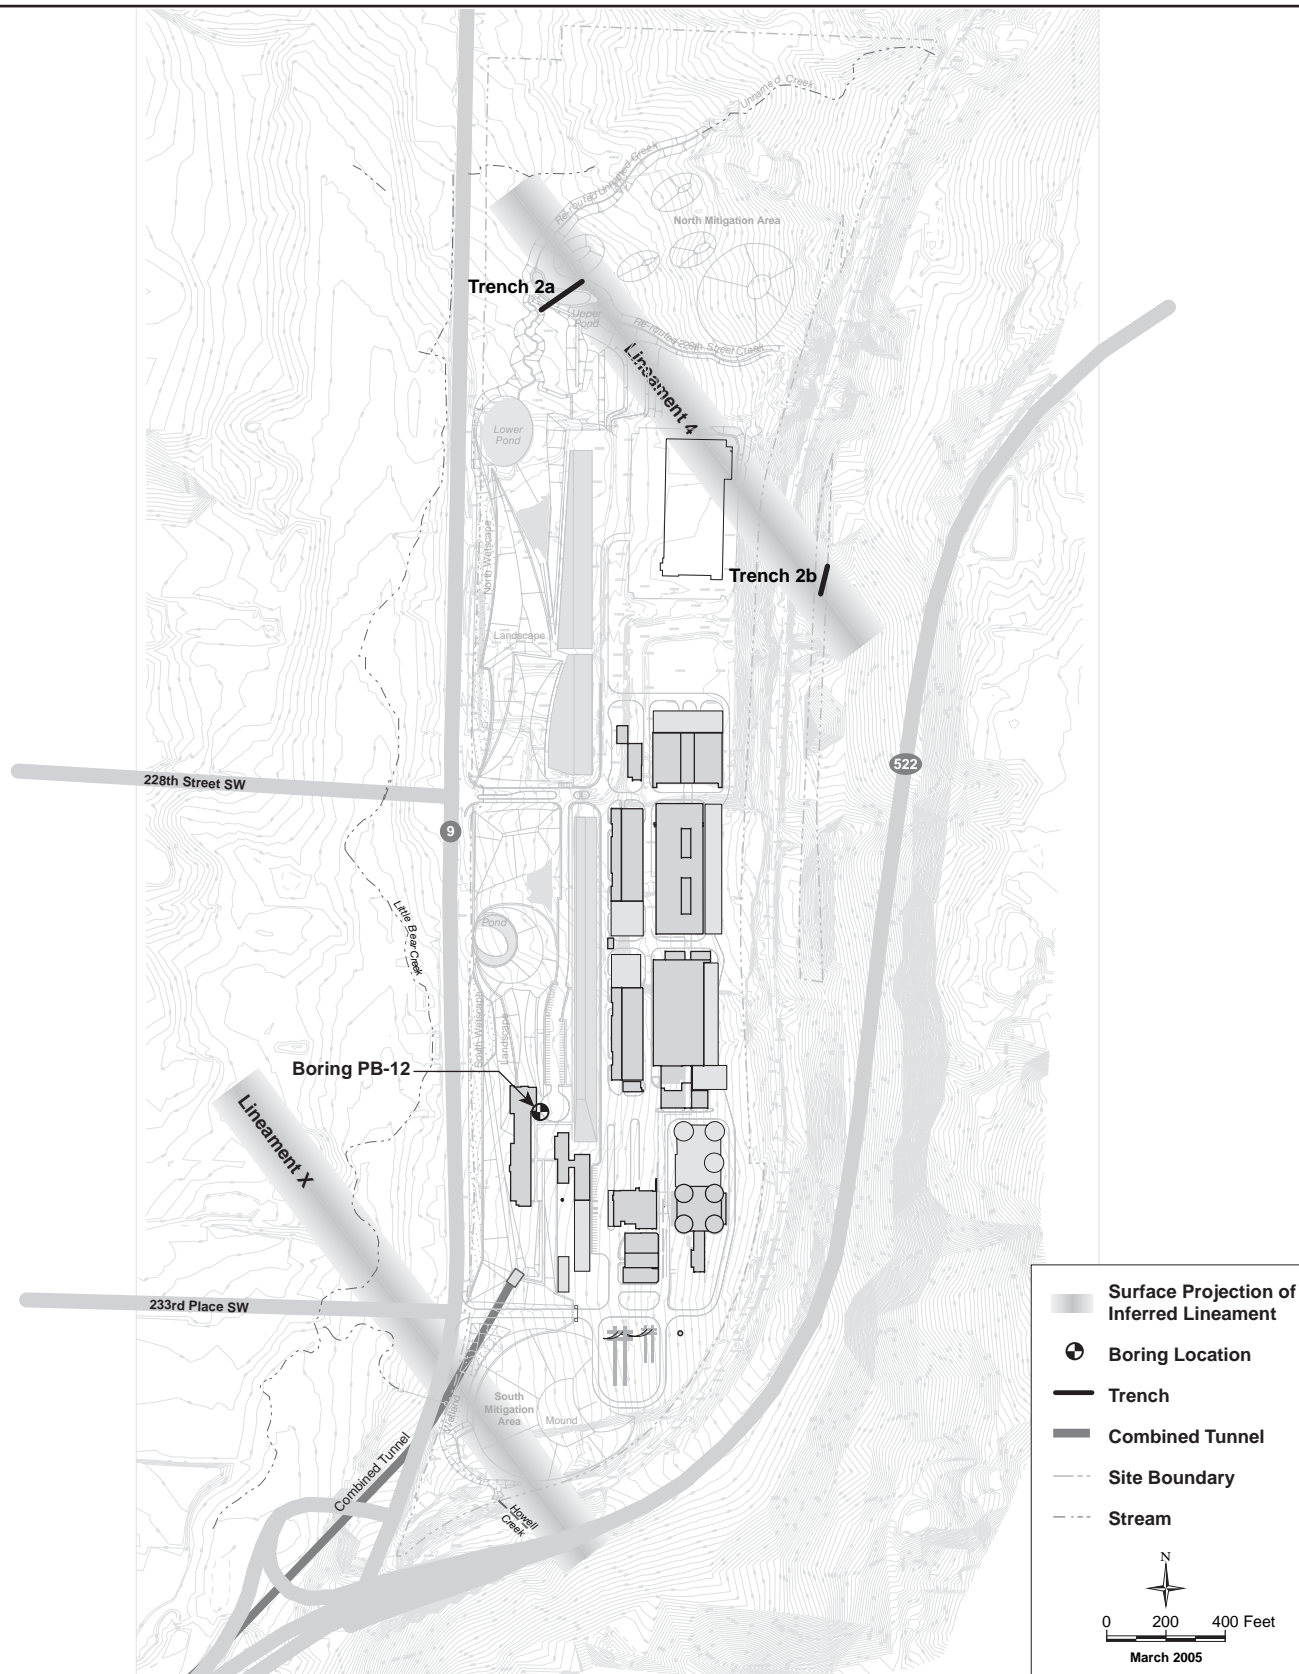 Unnamed Creek
Re-routed Unnamed Creek
North Mitigation Area
Trench 2a
Upper
Pond
Re-routed 228th Street Creek
Lineament 4
Lower
Pond
North Wetscape
Trench 2b
Landscape
522
228th Street SW
9
Little Bear Creek
Pond
South Wetscape
Landscape
Boring PB-12
Lineament X
233rd Place SW
South
Mitigation
Area
Mound
Combined Tunnel
Howell
Creek
Surface Projection of
Inferred Lineament
Boring Location
Trench
Combined Tunnel
Site Boundary
Stream
N
0 200 400 Feet
March 2005